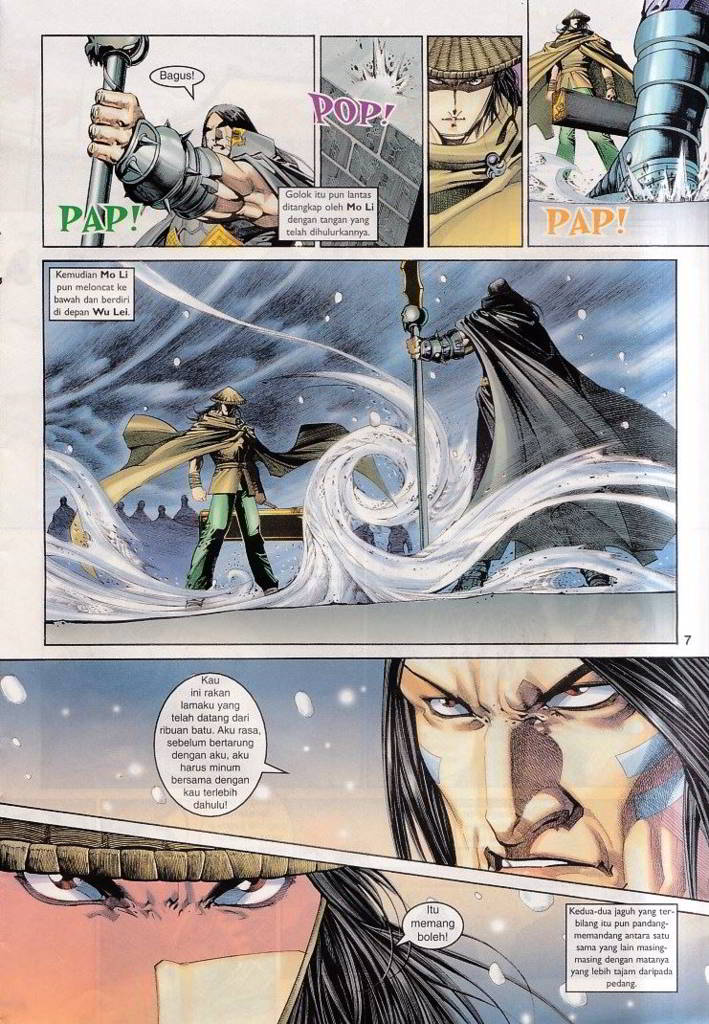 Bagus!
PAP!
Golok itu pun lantas
ditangkap oleh Mo Li
dengan tangan yang
telah dihulurkannya.
POP!
PAP!
Kemudian Mo Li
pun meloncat ke
bawah dan berdiri
di depan Wu Lei.
7
Kau
ini rakan
lamaku yang
telah datang dari
ribuan batu. Aku rasa,
sebelum bertarung
dengan aku, aku
harus minum
bersama dengan
kau terlebih
dahulu!
Itu
memang
boleh!
Kedua-dua jaguh yang ter-
bilang itu pun pandang-
memandang antara satu
sama yang lain masing-
masing dengan matanya
yang lebih tajam daripada
pedang.